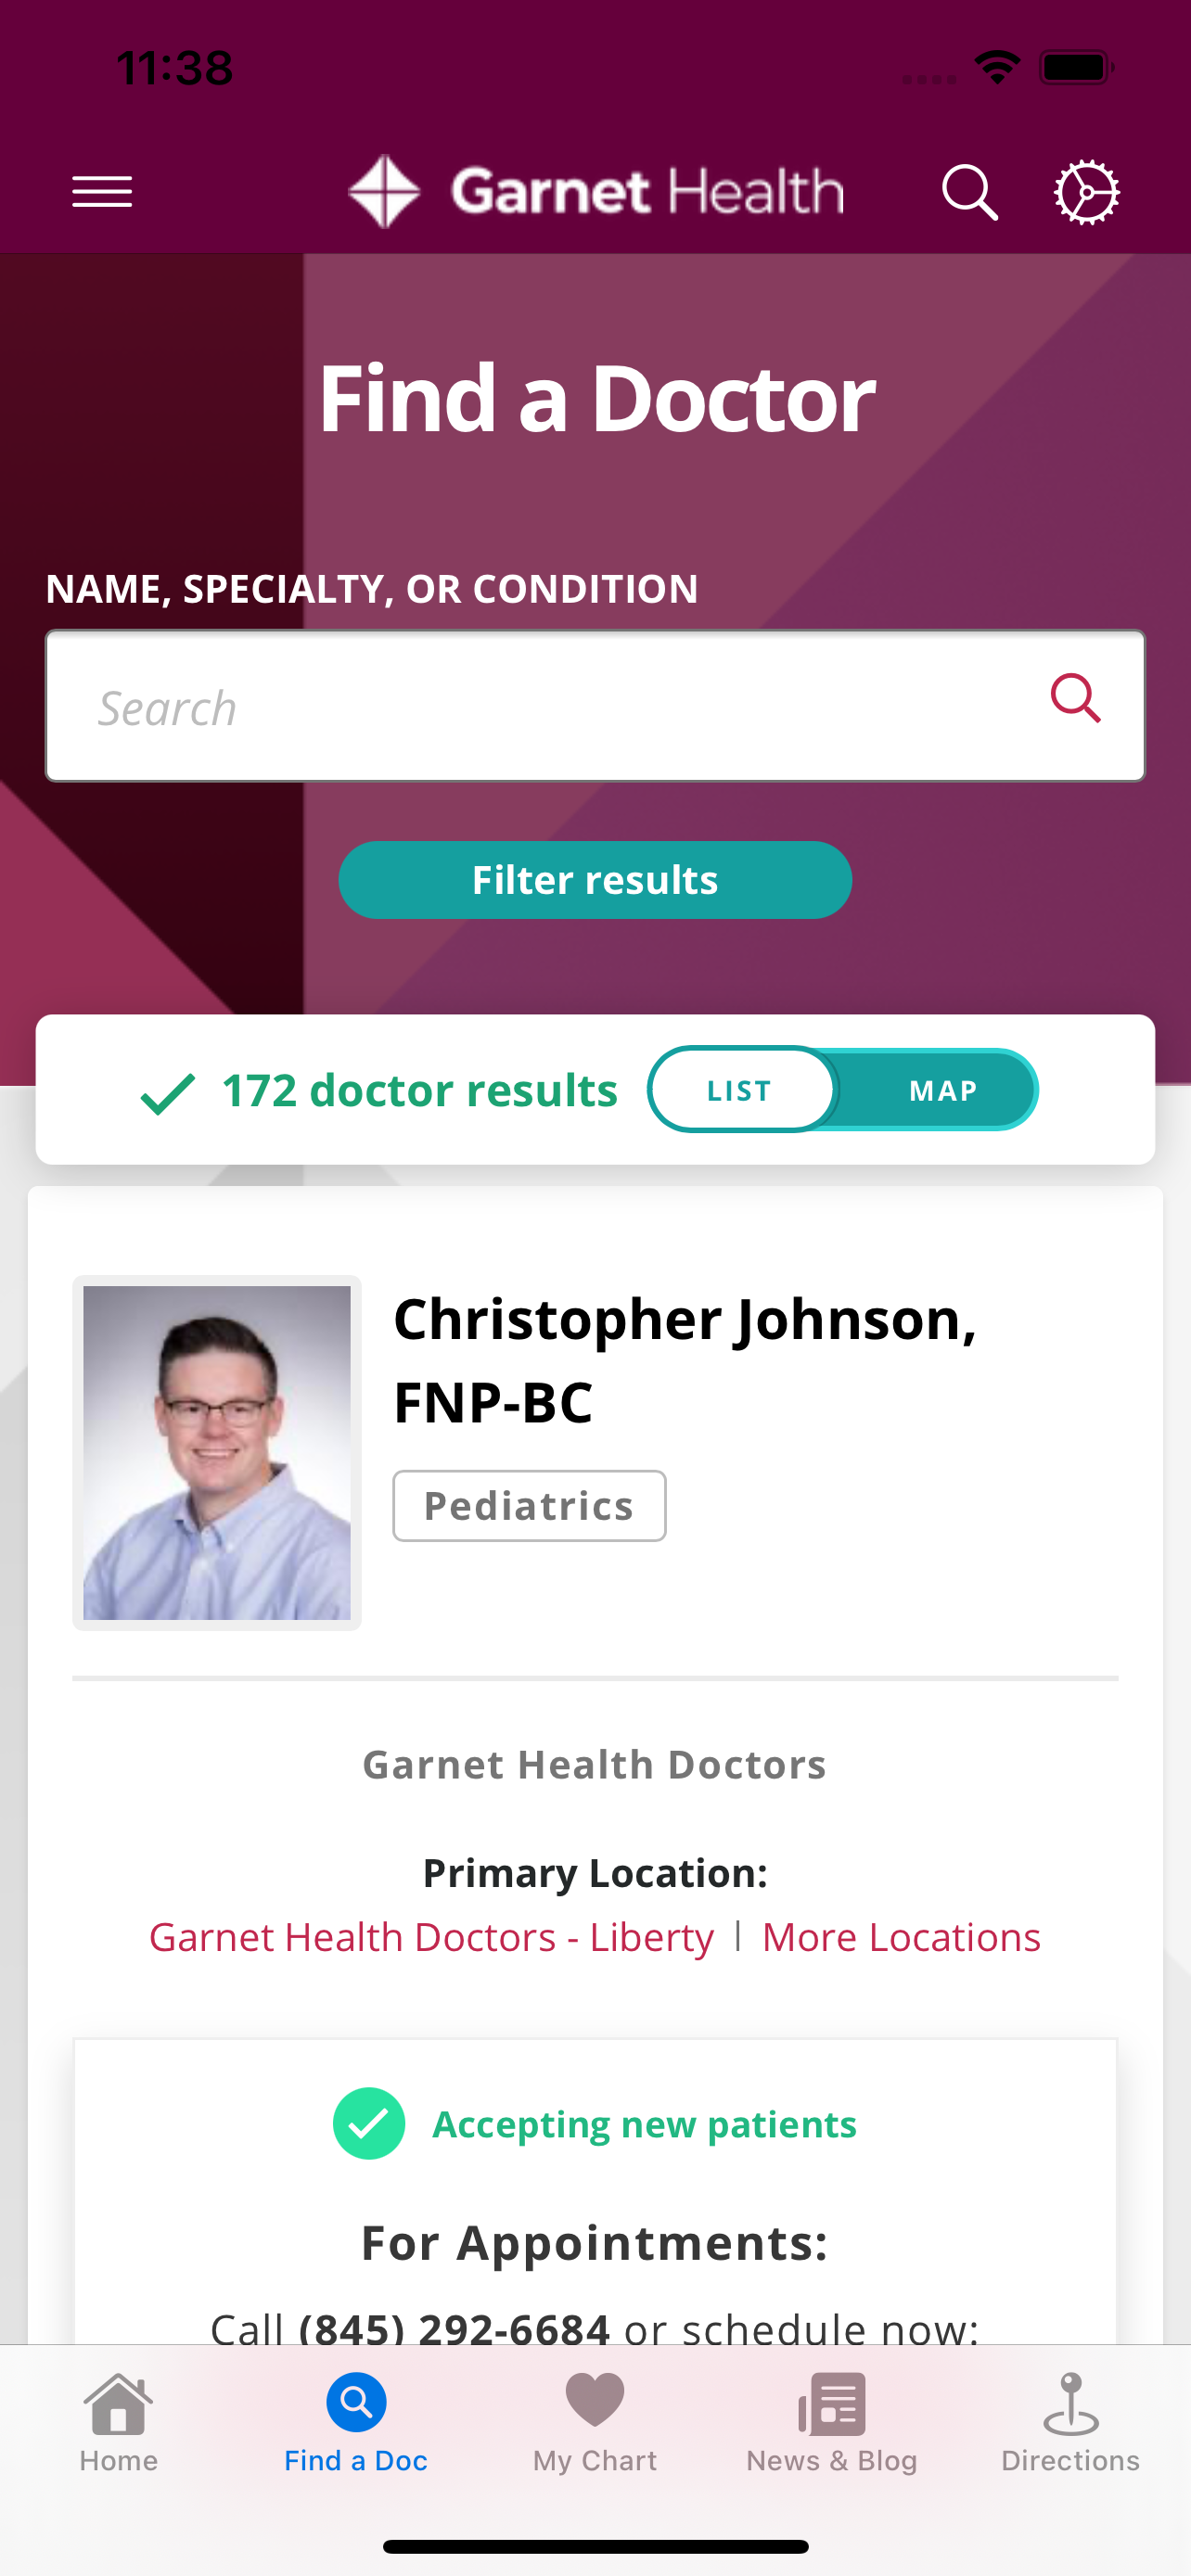 11:38
Garnet Health
Find a Doctor
NAME, SPECIALTY, OR CONDITION
Search
Filter results
172 doctor results
LIST
MAP
Christopher Johnson,
FNP-BC
Pediatrics
Garnet Health Doctors
Primary Location:
Garnet Health Doctors - Liberty | More Locations
Accepting new patients
For Appointments:
Call (845) 292-6684 or schedule now:
Home
Find a Doc
My Chart
News & Blog
Directions